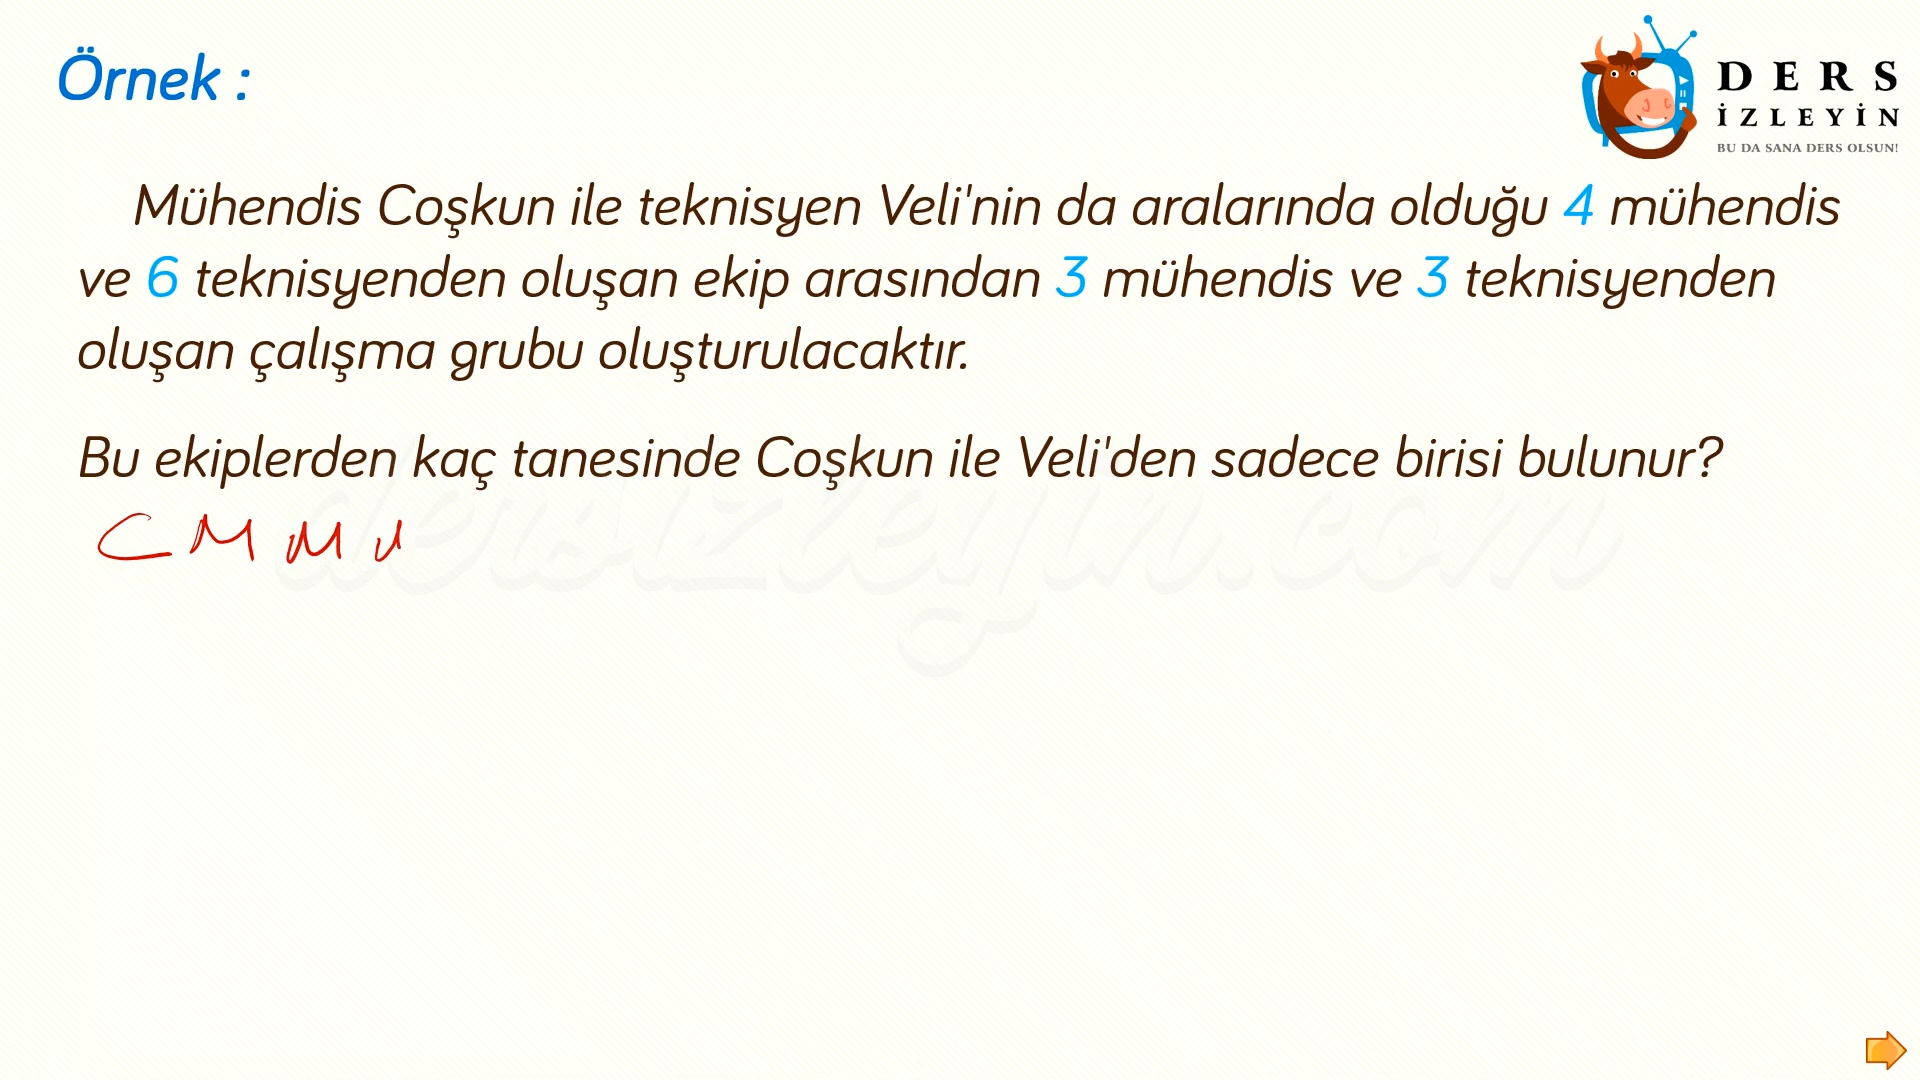 Örnek :
DERS
İZLEYİN
BU DA SANA DERS OLSUN!
Mühendis Coşkun ile teknisyen Veli'nin da aralarında olduğu 4 mühendis
ve 6 teknisyenden oluşan ekip arasından 3 mühendis ve 3 teknisyenden
oluşan çalışma grubu oluşturulacaktır.
Bu ekiplerden kaç tanesinde Coşkun ile Veli'den sadece birisi bulunur?
C M M
dersizleyin.com